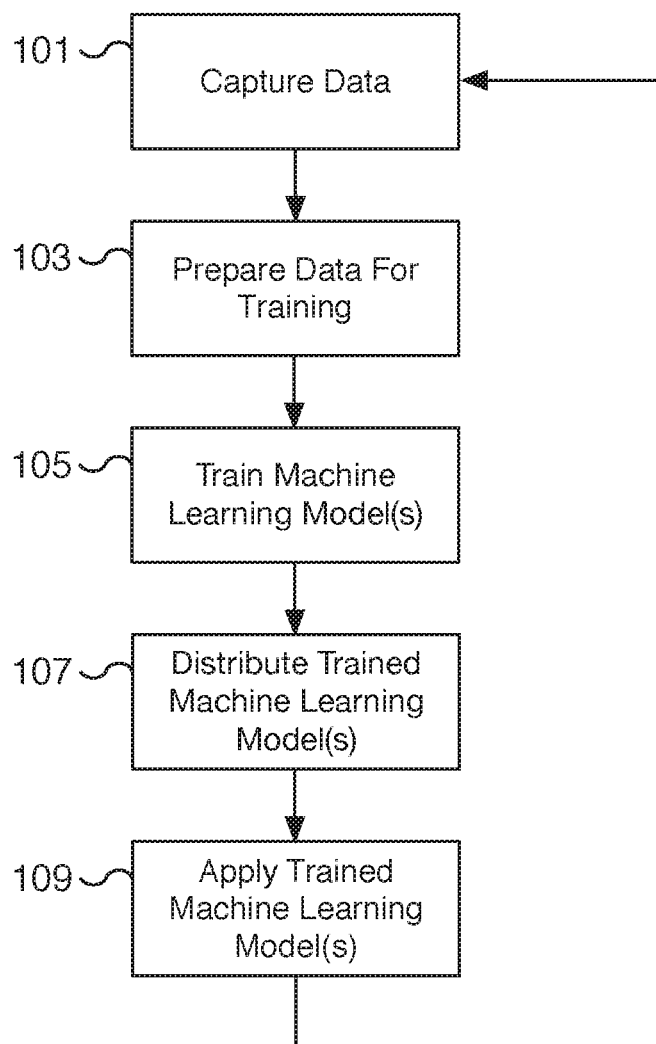 101
Capture Data
103
Prepare Data For
Training
105
Train Machine
Learning Model(s)
107
Distribute Trained
Machine Learning
Model(s)
109
Apply Trained
Machine Learning
Model(s)